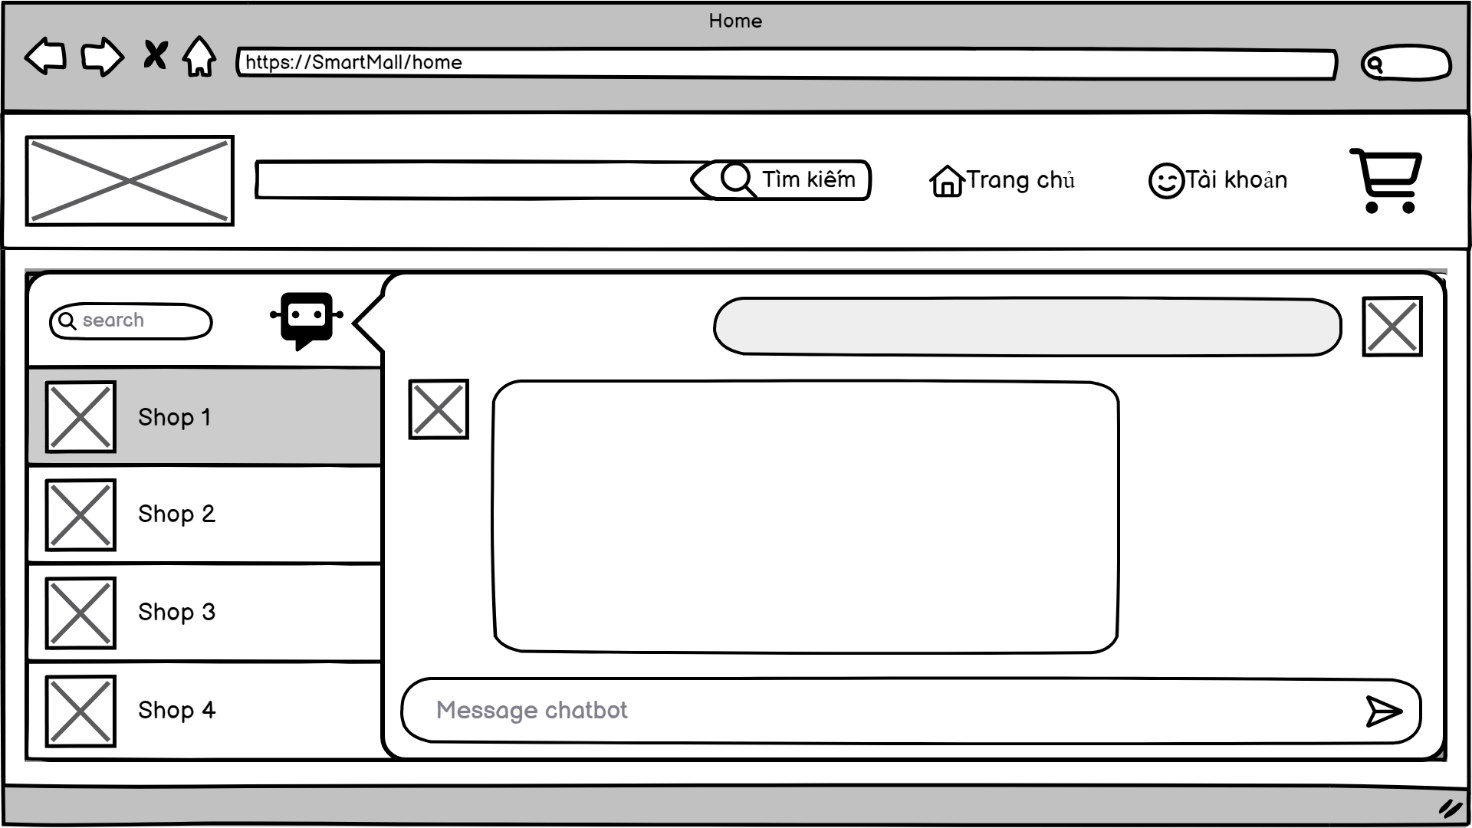 Home
https://SmartMall/home
Tìm kiếm
Trang chủ
Tài khoản
search
Shop 1
Shop 2
Shop 3
Shop 4
Message chatbot